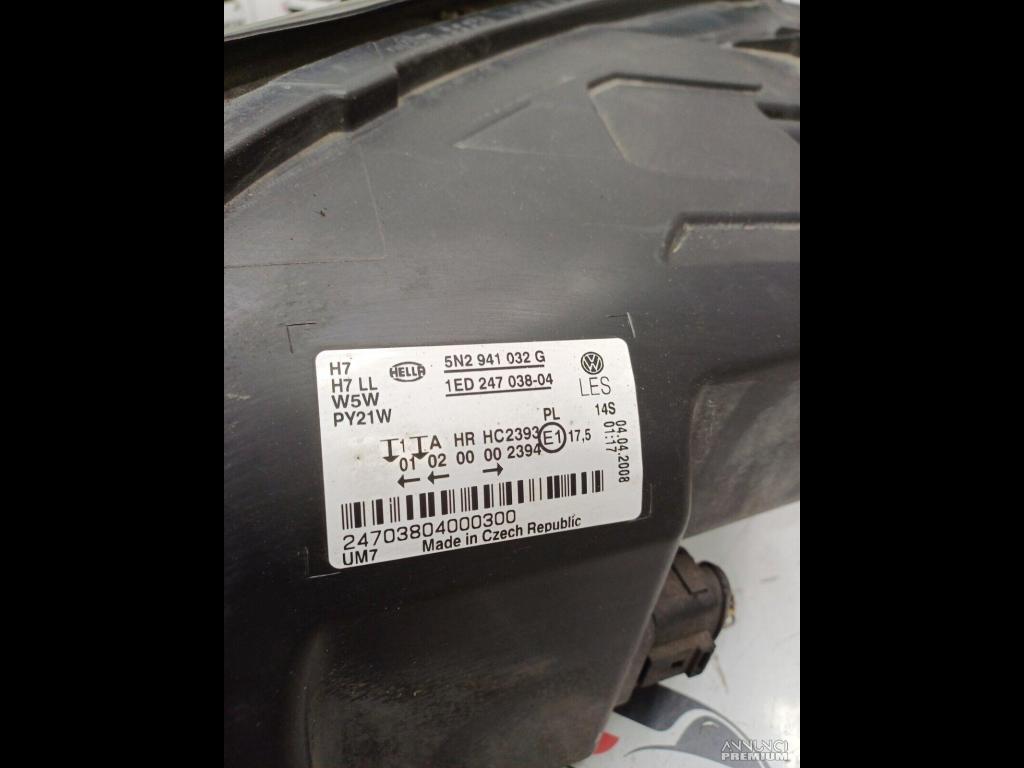 H7
H7 LL
W5W
PY21W
HELLA
5N2 941 032 G
1ED 247 038-04
LES
14S
04.04.2008
01:17
PL
1 A HR HC2393 E1 17,5
01 02 00 00 2394
24703804000300
UM7 Made in Czech Republic
ANNUNCI
PREMIUM